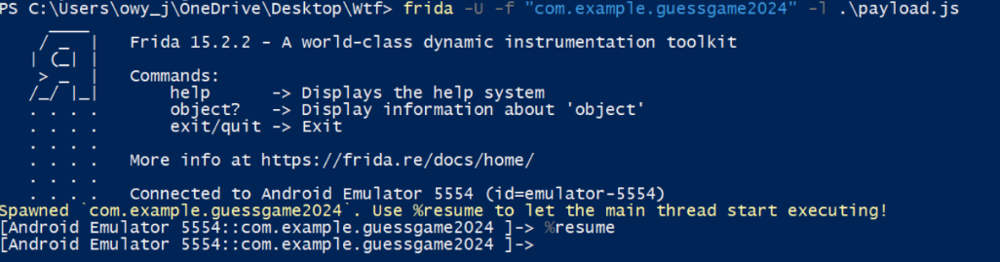 PS C:\Users\owy_j\OneDrive\Desktop\Wtf> frida -U -f "com.example.guessgame2024" -l .\payload.js
     ____
    / _  |   Frida 15.2.2 - A world-class dynamic instrumentation toolkit
   | (_| |
    > _  |   Commands:
   /_/ |_|       help      -> Displays the help system
   . . . .       object?   -> Display information about 'object'
   . . . .       exit/quit -> Exit
   . . . .
   . . . .   More info at https://frida.re/docs/home/
   . . . .
   . . . .   Connected to Android Emulator 5554 (id=emulator-5554)
Spawned `com.example.guessgame2024`. Use %resume to let the main thread start executing!
[Android Emulator 5554::com.example.guessgame2024 ]-> %resume
[Android Emulator 5554::com.example.guessgame2024 ]->